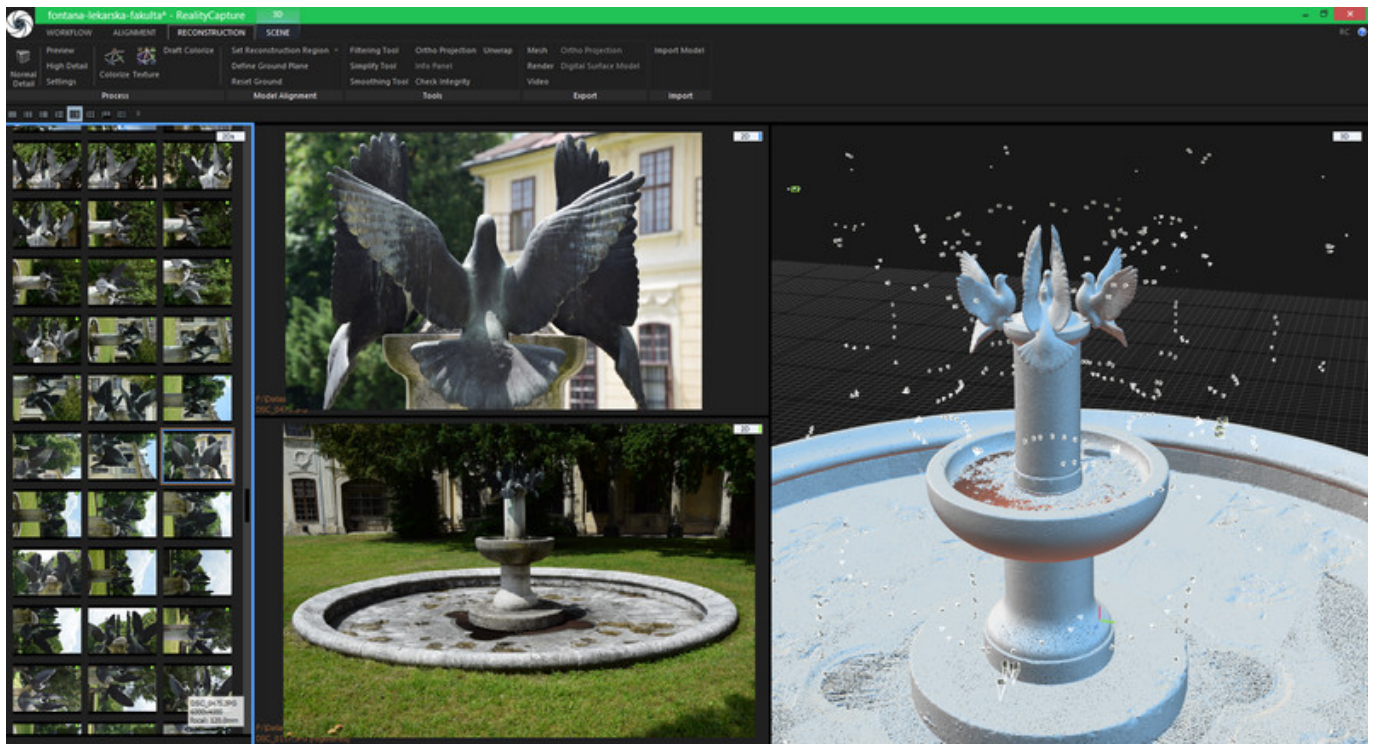 fontana-lekarska-fakulta* - RealityCapture 3D
WORKFLOW ALIGNMENT RECONSTRUCTION SCENE RC
Preview Draft Colorize Set Reconstruction Region Filtering Tool Ortho Projection Unwrap Mesh Ortho Projection Import Model
High Detail Define Ground Plane Simplify Tool Info Panel Render Digital Surface Model
Normal Detail Settings Colorize Texture Reset Ground Smoothing Tool Check Integrity Video
Process Model Alignment Tools Export Import
2Ds 2D 3D
2D
DSC_0475.JPG